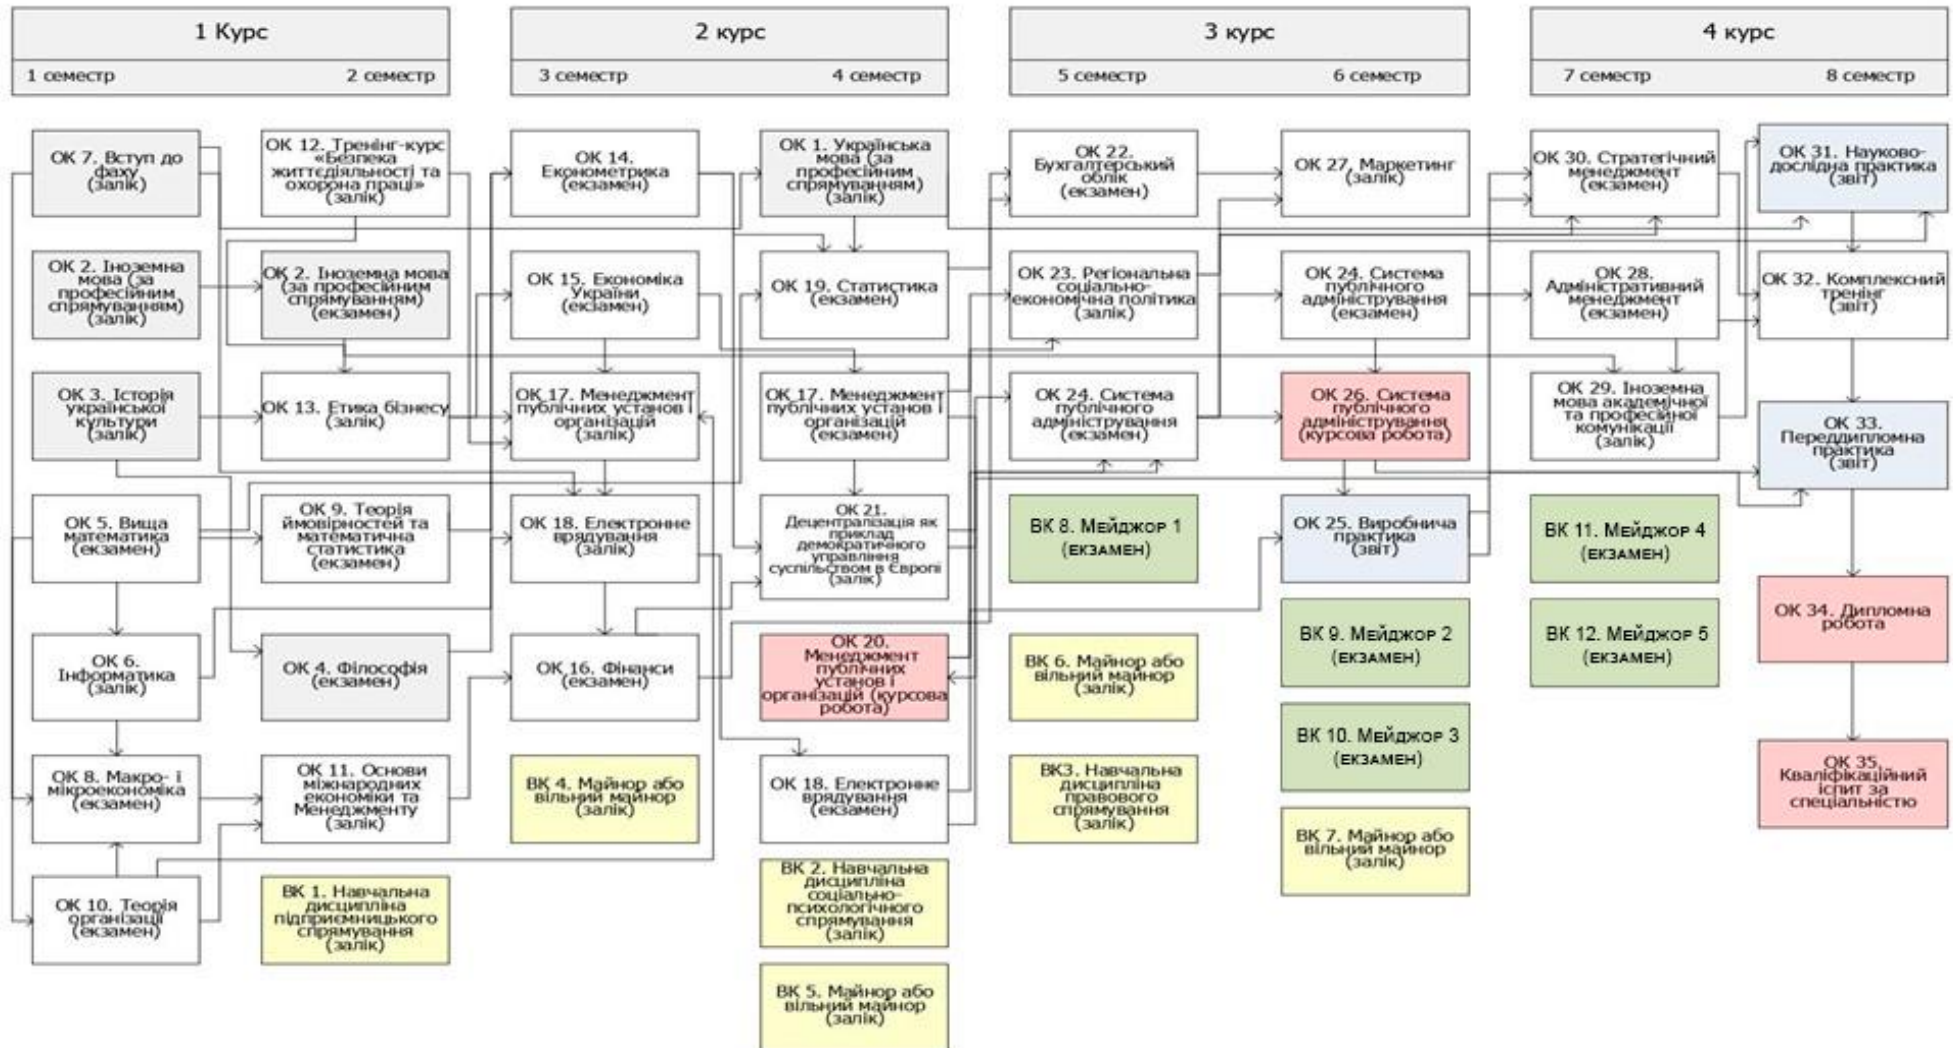 1 Курс
2 курс
3 курс
4 курс
1 семестр
2 семестр
3 семестр
4 семестр
5 семестр
6 семестр
7 семестр
8 семестр
ОК 7. Вступ до
фаху
(залік)
ОК 2. Іноземна
мова (за
професійним
спрямуванням)
(залік)
ОК 3. Історія
української
культури
(залік)
ОК 5. Вища
математика
(екзамен)
ОК 6.
Інформатика
(залік)
ОК 8. Макро- і
мікроекономіка
(екзамен)
ОК 10. Теорія
організації
(екзамен)
ОК 12. Тренінг-курс
«Безпека
життєдіяльності та
охорона праці»
(залік)
ОК 2. Іноземна мова
(за професійним
спрямуванням)
(екзамен)
ОК 13. Етика бізнесу
(залік)
ОК 9. Теорія
ймовірностей та
математична
статистика
(екзамен)
ОК 4. Філософія
(екзамен)
ОК 11. Основи
міжнародних
економіки та
Менеджменту
(залік)
ВК 1. Навчальна
дисципліна
підприємницького
спрямування
(залік)
ОК 14.
Економетрика
(екзамен)
ОК 15. Економіка
України
(екзамен)
ОК 17. Менеджмент
публічних установ і
організацій
(залік)
ОК 18. Електронне
врядування
(залік)
ОК 16. Фінанси
(екзамен)
ВК 4. Майнор або
вільний майнор
(залік)
ОК 1. Українська
мова (за
професійним
спрямуванням)
(залік)
ОК 19. Статистика
(екзамен)
ОК 17. Менеджмент
публічних установ і
організацій
(екзамен)
ОК 21.
Децентралізація як
приклад
демократичного
управління
суспільством в Європі
(залік)
ОК 20.
Менеджмент
публічних
установ і
організацій (курсова
робота)
ОК 18. Електронне
врядування
(екзамен)
ВК 2. Навчальна
дисципліна
соціально-
психологічного
спрямування
(залік)
ВК 5. Майнор або
вільний майнор
(залік)
ОК 22.
Бухгалтерський
облік
(екзамен)
ОК 23. Регіональна
соціально-
економічна політика
(залік)
ОК 24. Система
публічного
адміністрування
(екзамен)
ВК 8. Мейджор 1
(екзамен)
ВК 6. Майнор або
вільний майнор
(залік)
ВК3. Навчальна
дисципліна
правового
спрямування
(залік)
ОК 27. Маркетинг
(залік)
ОК 24. Система
публічного
адміністрування
(екзамен)
ОК 26. Система
публічного
адміністрування
(курсова робота)
ОК 25. Виробнича
практика
(звіт)
ВК 9. Мейджор 2
(екзамен)
ВК 10. Мейджор 3
(екзамен)
ВК 7. Майнор або
вільний майнор
(залік)
ОК 30. Стратегічний
менеджмент
(екзамен)
ОК 28.
Адміністративний
менеджмент
(екзамен)
ОК 29. Іноземна
мова академічної
та професійної
комунікації
(залік)
ВК 11. Мейджор 4
(екзамен)
ВК 12. Мейджор 5
(екзамен)
ОК 31. Науково-
дослідна практика
(звіт)
ОК 32. Комплексний
тренінг
(звіт)
ОК 33.
Переддипломна
практика
(звіт)
ОК 34. Дипломна
робота
ОК 35.
Кваліфікаційний
іспит за
спеціальністю